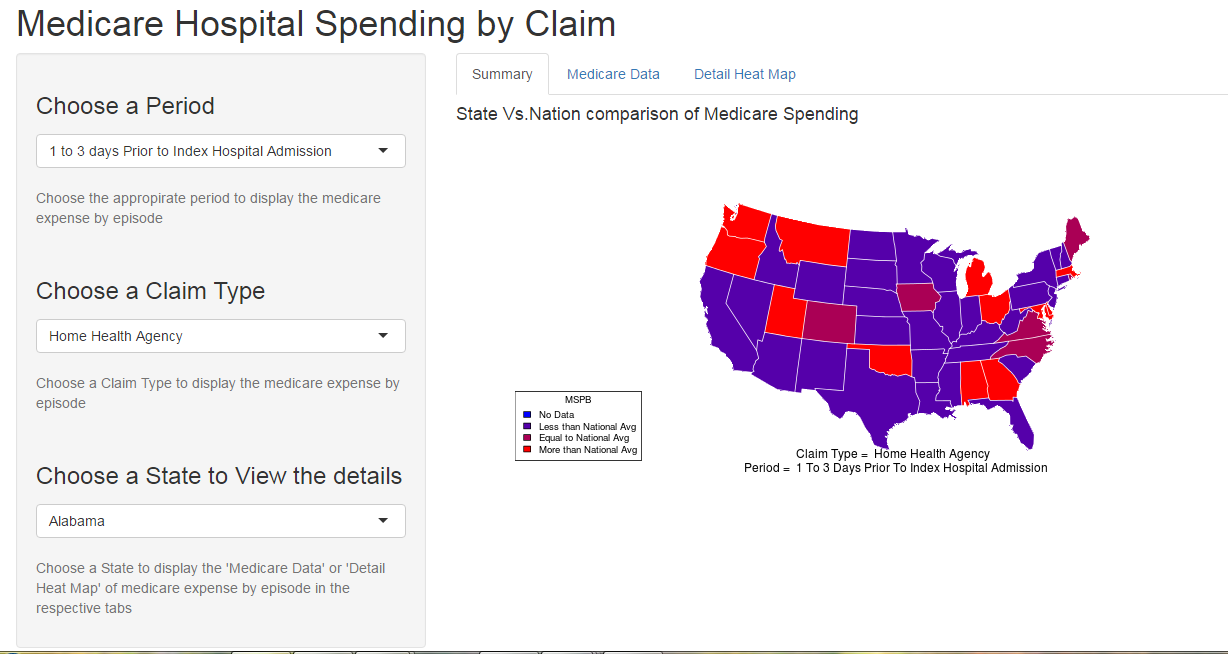 Medicare Hospital Spending by Claim
Choose a Period
1 to 3 days Prior to Index Hospital Admission
Choose the appropirate period to display the medicare
expense by episode
Choose a Claim Type
Home Health Agency
Choose a Claim Type to display the medicare expense by
episode
Choose a State to View the details
Alabama
Choose a State to display the 'Medicare Data' or 'Detail
Heat Map' of medicare expense by episode in the
respective tabs
Summary Medicare Data Detail Heat Map
State Vs.Nation comparison of Medicare Spending
MSPB
No Data
Less than National Avg
Equal to National Avg
More than National Avg
Claim Type = Home Health Agency
Period = 1 To 3 Days Prior To Index Hospital Admission